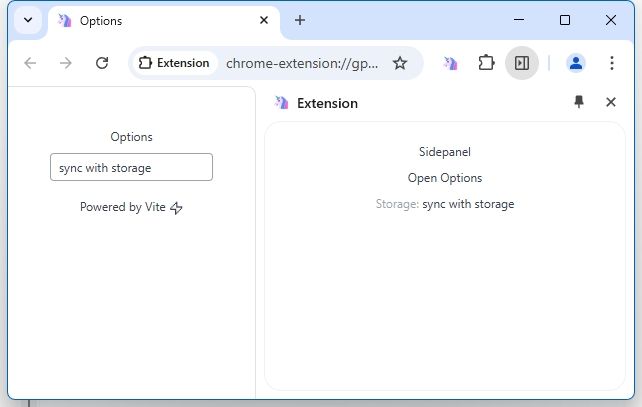 Options
Extension
chrome-extension://gp...
Extension
Options
sync with storage
Powered by Vite
Sidepanel
Open Options
Storage: sync with storage